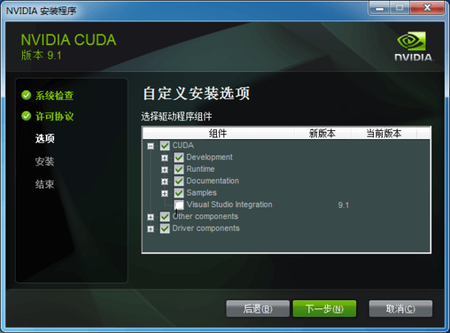 NVIDIA 安装程序
NVIDIA CUDA
版本 9.1
NVIDIA
系统检查
许可协议
选项
安装
结束
自定义安装选项
选择驱动程序组件
组件 新版本 当前版本
CUDA
Development
Runtime
Documentation
Samples
Visual Studio Integration 9.1
Other components
Driver components
后退(B) 下一步(N) 取消(C)